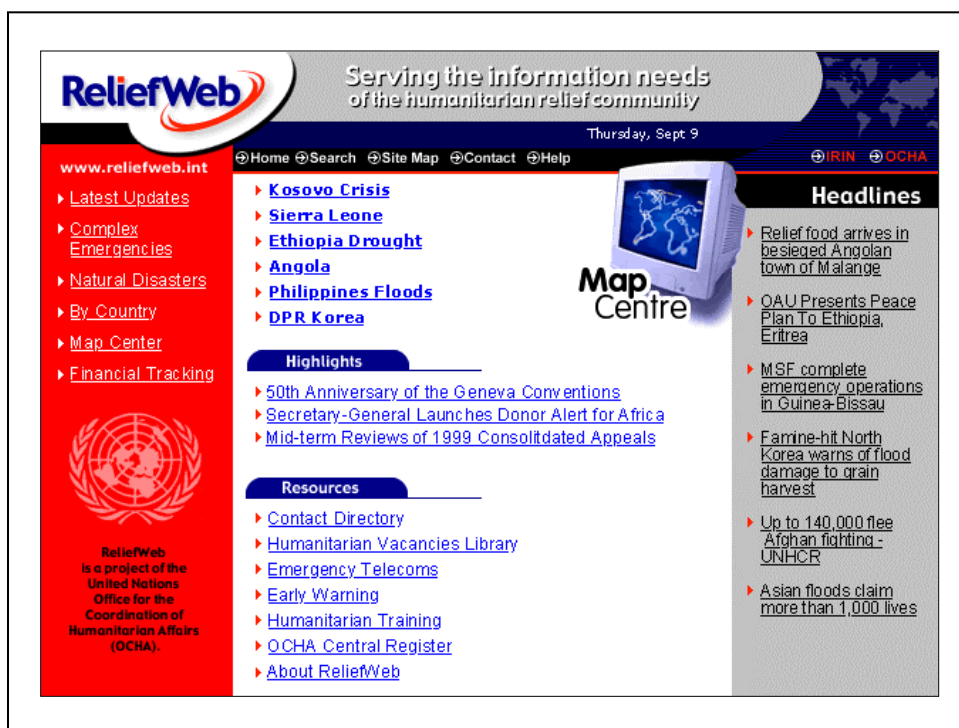 ReliefWeb
Serving the information needs
of the humanitarian relief community
Thursday, Sept 9
www.reliefweb.int
Home Search Site Map Contact Help
IRIN OCHA
Latest Updates
Complex
Emergencies
Natural Disasters
By Country
Map Center
Financial Tracking
ReliefWeb
is a project of the
United Nations
Office for the
Coordination of
Humanitarian Affairs
(OCHA).
Kosovo Crisis
Sierra Leone
Ethiopia Drought
Angola
Philippines Floods
DPR Korea
Map
Centre
Highlights
50th Anniversary of the Geneva Conventions
Secretary-General Launches Donor Alert for Africa
Mid-term Reviews of 1999 Consolitdated Appeals
Resources
Contact Directory
Humanitarian Vacancies Library
Emergency Telecoms
Early Warning
Humanitarian Training
OCHA Central Register
About ReliefWeb
Headlines
Relief food arrives in
besieged Angolan
town of Malange
OAU Presents Peace
Plan To Ethiopia,
Eritrea
MSF complete
emergency operations
in Guinea-Bissau
Famine-hit North
Korea warns of flood
damage to grain
harvest
Up to 140,000 flee
Afghan fighting -
UNHCR
Asian floods claim
more than 1,000 lives